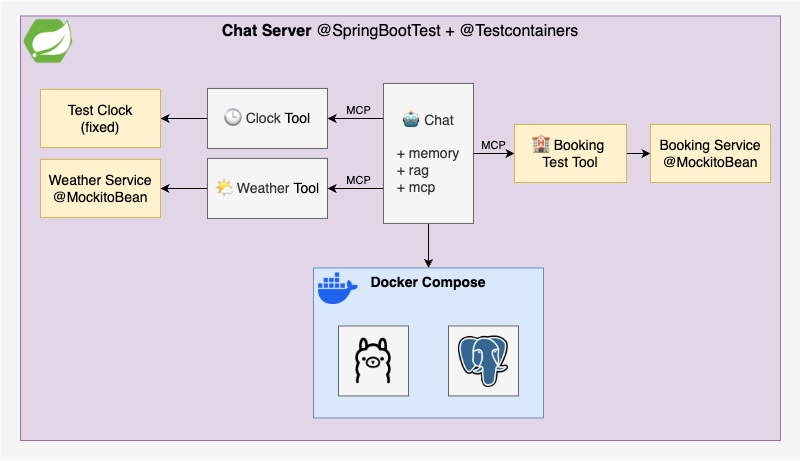 Chat Server @SpringBootTest + @Testcontainers
Test Clock
(fixed)
Clock Tool
MCP
Chat
+ memory
+ rag
+ mcp
MCP
Booking
Test Tool
Booking Service
@MockitoBean
Weather Service
@MockitoBean
Weather Tool
MCP
Docker Compose